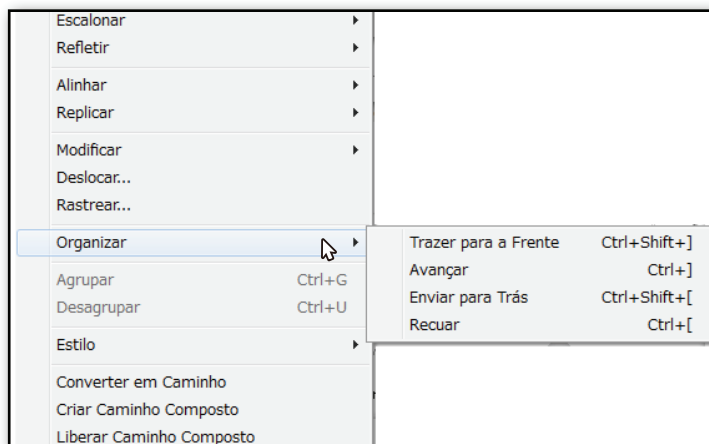 Escalonar
Refletir
Alinhar
Replicar
Modificar
Deslocar...
Rastrear...
Organizar
Trazer para a Frente Ctrl+Shift+]
Avançar Ctrl+]
Enviar para Trás Ctrl+Shift+[
Recuar Ctrl+[
Agrupar Ctrl+G
Desagrupar Ctrl+U
Estilo
Converter em Caminho
Criar Caminho Composto
Liberar Caminho Composto